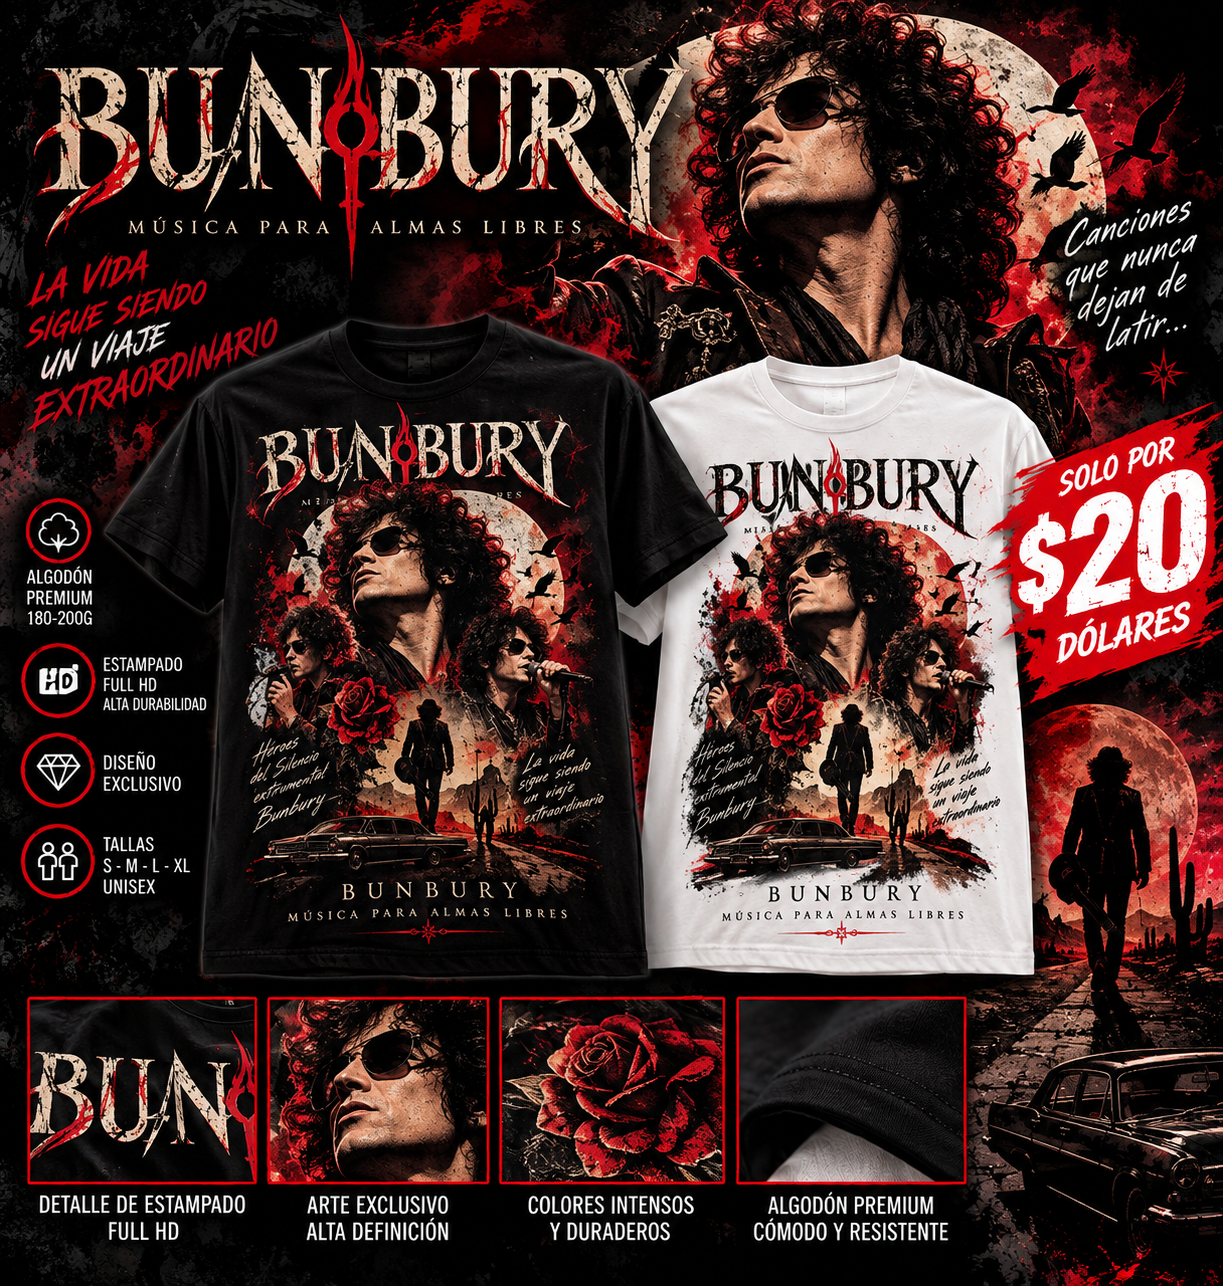 BUNBURY
MÚSICA PARA ALMAS LIBRES
LA VIDA
SIGUE SIENDO
UN VIAJE
EXTRAORDINARIO
Canciones
que nunca
dejan de
latir...
SOLO POR
$20
DÓLARES
ALGODÓN
PREMIUM
180-200G
HD
ESTAMPADO
FULL HD
ALTA DURABILIDAD
DISEÑO
EXCLUSIVO
TALLAS
S - M - L - XL
UNISEX
BUNBURY
Héroes
del Silencio
extrumental
Bunbury
La vida
sigue siendo
un viaje
extraordinario
BUNBURY
MÚSICA PARA ALMAS LIBRES
BUNBURY
Héroes
del Silencio
extrumental
Bunbury
La vida
sigue siendo
un viaje
extraordinario
BUNBURY
MÚSICA PARA ALMAS LIBRES
BUN
DETALLE DE ESTAMPADO
FULL HD
ARTE EXCLUSIVO
ALTA DEFINICIÓN
COLORES INTENSOS
Y DURADEROS
ALGODÓN PREMIUM
CÓMODO Y RESISTENTE